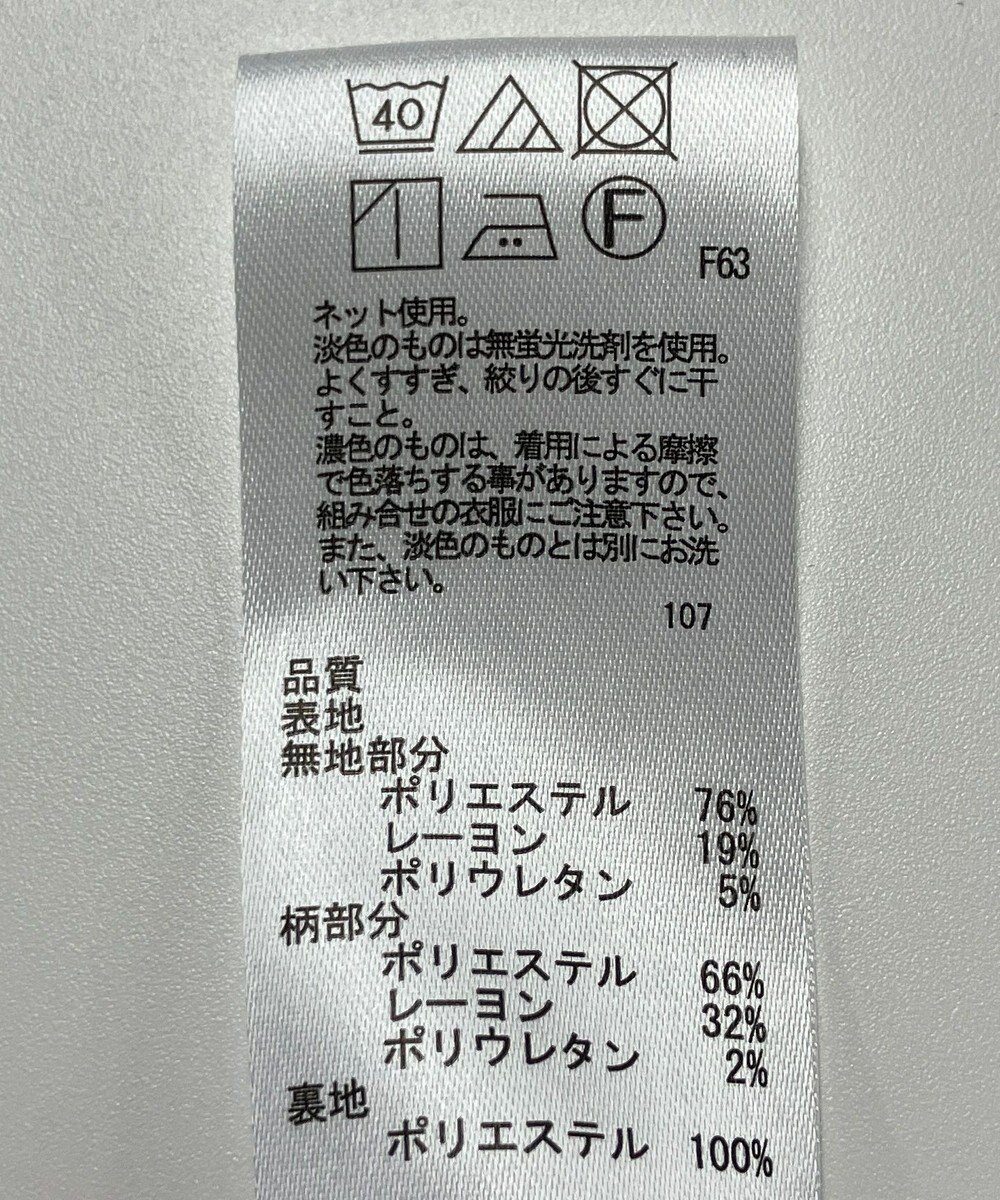 40
F
F63
ネット使用。
淡色のものは無蛍光洗剤を使用。
よくすすぎ、絞りの後すぐに干
すこと。
濃色のものは、着用による摩擦
で色落ちする事がありますので、
組み合せの衣服にご注意下さい。
また、淡色のものとは別にお洗
い下さい。
107
品質
表地
無地部分
ポリエステル 76%
レーヨン 19%
ポリウレタン 5%
柄部分
ポリエステル 66%
レーヨン 32%
ポリウレタン 2%
裏地
ポリエステル 100%